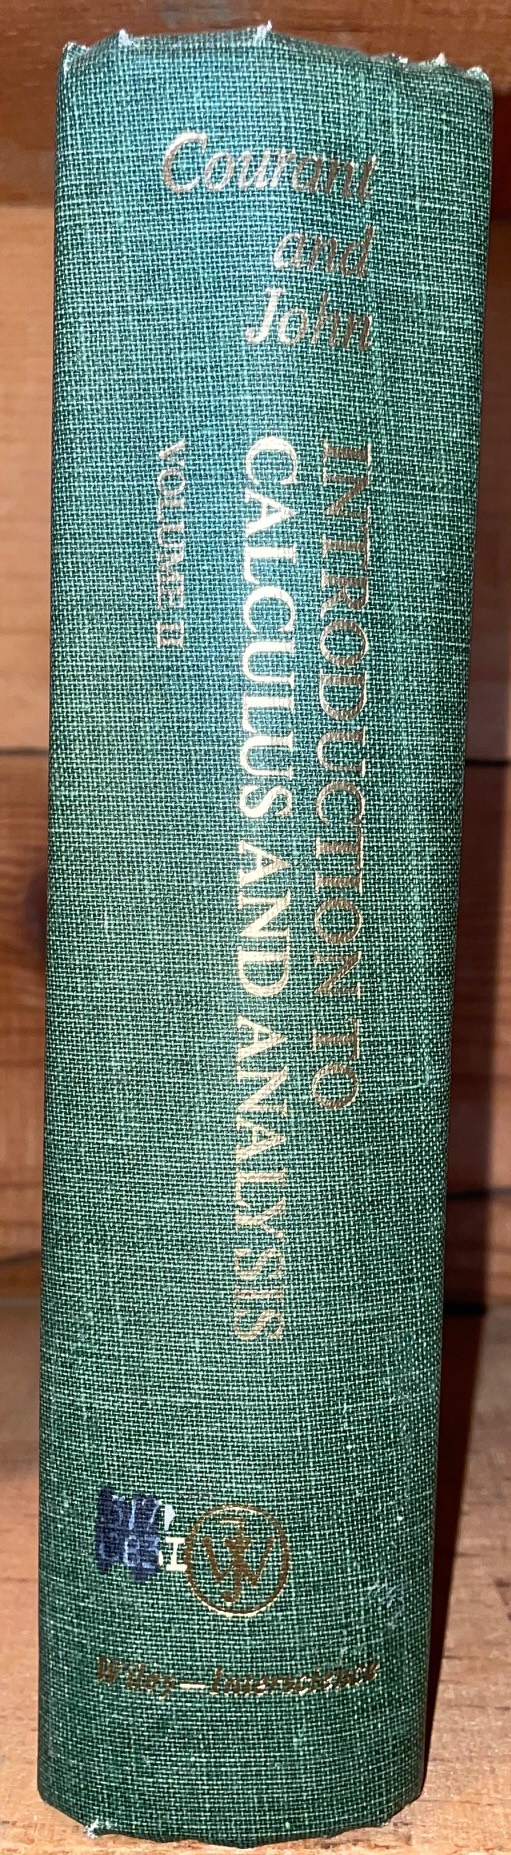 Courant
and
John
INTRODUCTION TO
CALCULUS AND ANALYSIS
VOLUME II
Wiley—Interscience